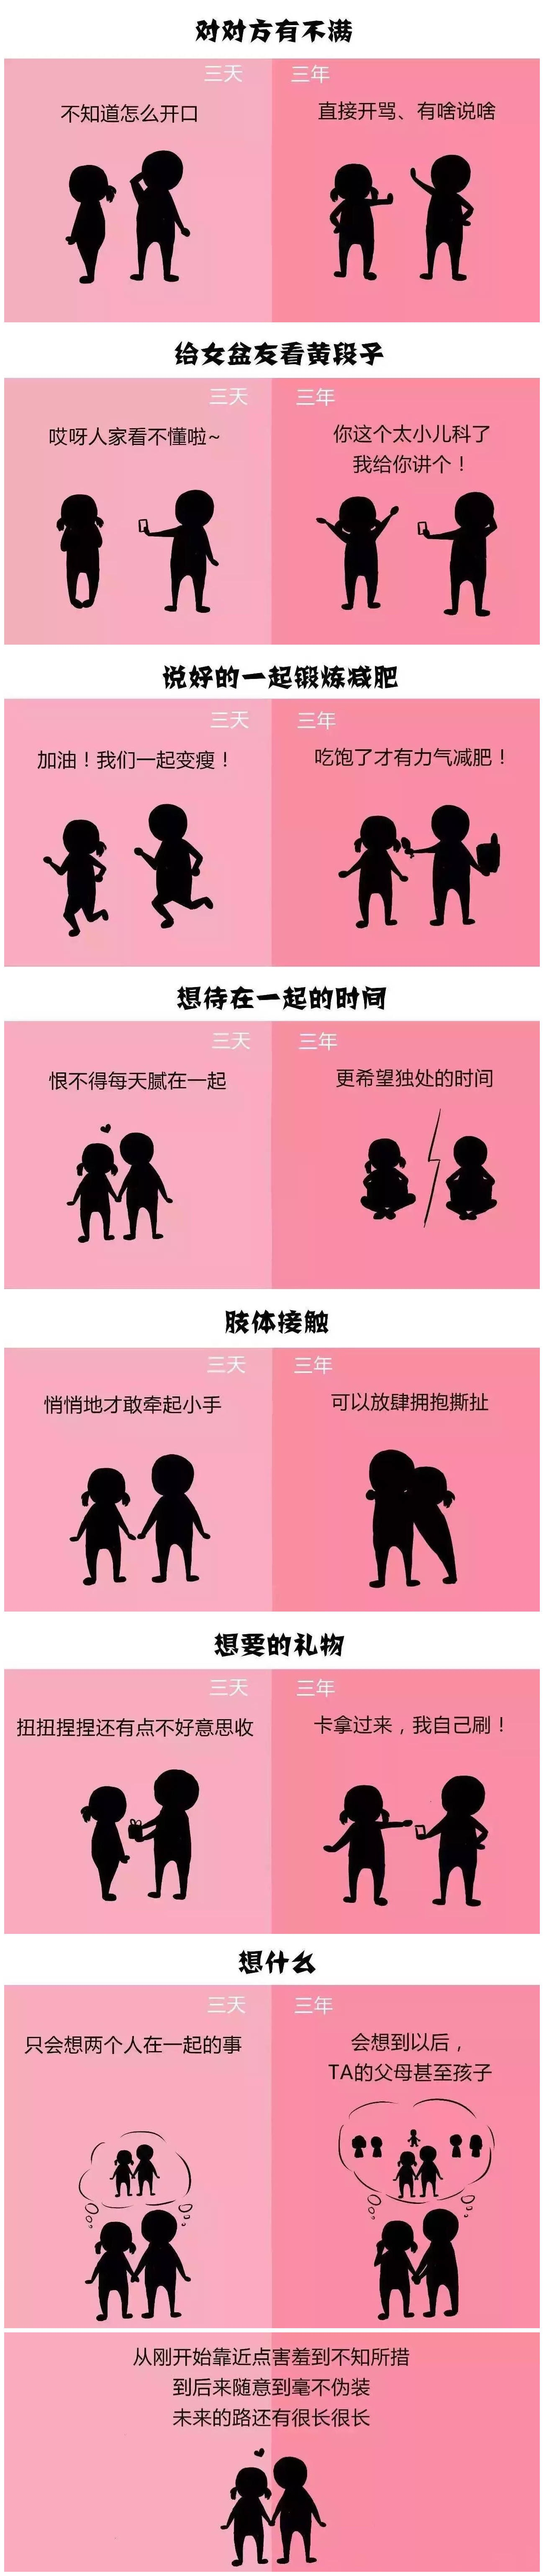 对对方有不满
三天
三年
不知道怎么开口
直接开骂、有啥说啥
给女盆友看黄段子
三天
三年
哎呀人家看不懂啦~
你这个太小儿科了
我给你讲个！
说好的一起锻炼减肥
三天
三年
加油！我们一起变瘦！
吃饱了才有力气减肥！
想待在一起的时间
三天
三年
恨不得每天腻在一起
更希望独处的时间
肢体接触
三天
三年
悄悄地才敢牵起小手
可以放肆拥抱撕扯
想要的礼物
三天
三年
扭扭捏捏还有点不好意思收
卡拿过来，我自己刷！
想什么
三天
三年
只会想两个人在一起的事
会想到以后，
TA的父母甚至孩子
从刚开始靠近点害羞到不知所措
到后来随意到毫不伪装
未来的路还有很长很长